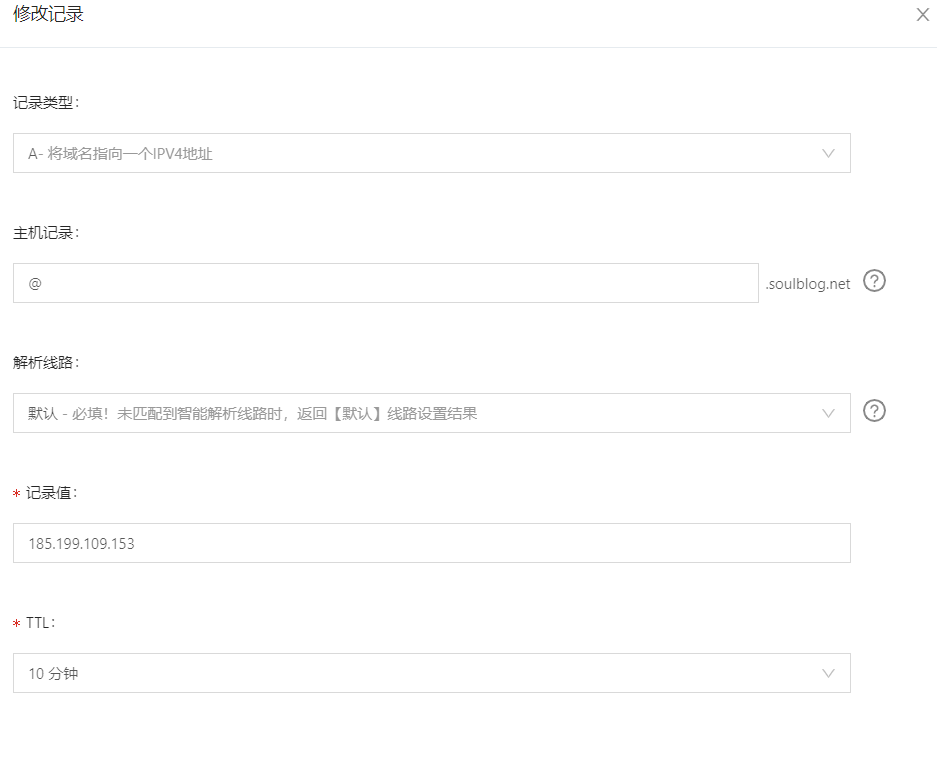 修改记录
记录类型：
A- 将域名指向一个IPV4地址
主机记录：
@ .soulblog.net
解析线路：
默认 - 必填！未匹配到智能解析线路时，返回【默认】线路设置结果
* 记录值：
185.199.109.153
* TTL：
10 分钟